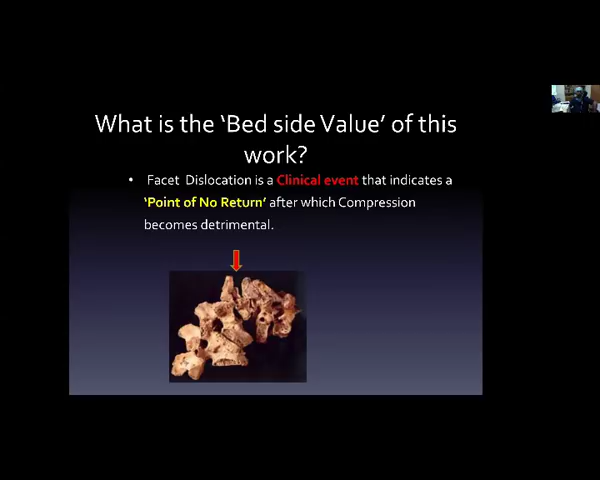 What is the ‘Bed side Value’ of this
work?
• Facet Dislocation is a Clinical event that indicates a
‘Point of No Return’ after which Compression
becomes detrimental.